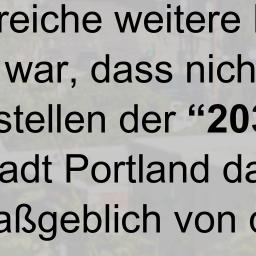 reiche weitere
war, dass nich
stellen der “203
adt Portland da
aßgeblich von